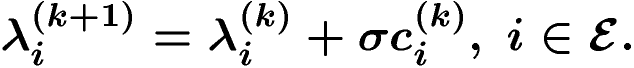 λ_i^{(k+1)} = λ_i^{(k)} + σc_i^{(k)}, i ∈ ℰ.